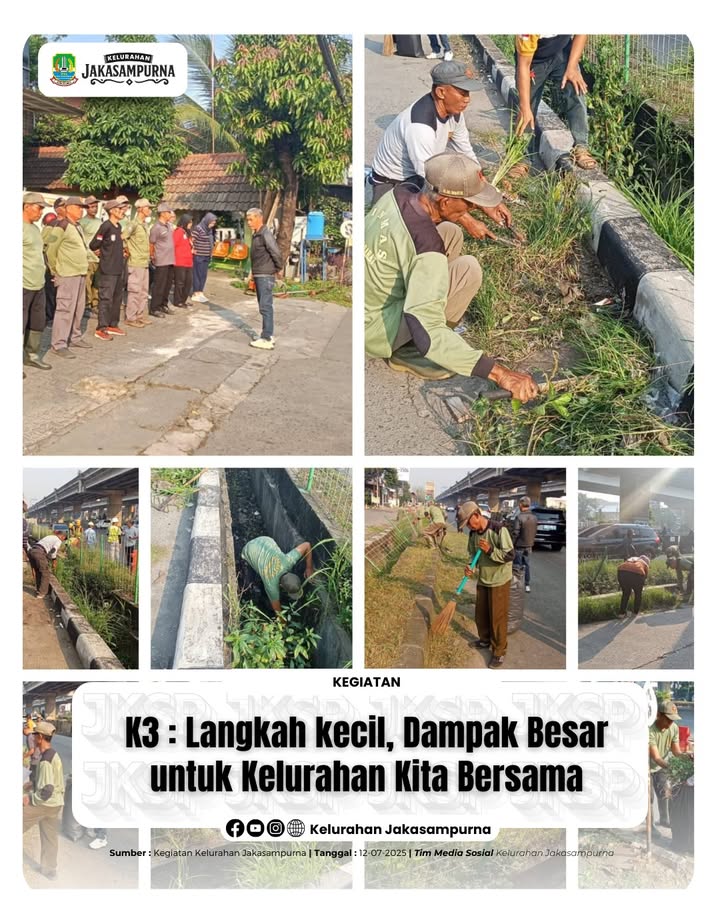 KELURAHAN
JAKASAMPURNA
KEGIATAN
K3 : Langkah kecil, Dampak Besar
untuk Kelurahan Kita Bersama
Kelurahan Jakasampurna
Sumber : Kegiatan Kelurahan Jakasampurna | Tanggal : 12-07-2025 | Tim Media Sosial Kelurahan Jakasampurna